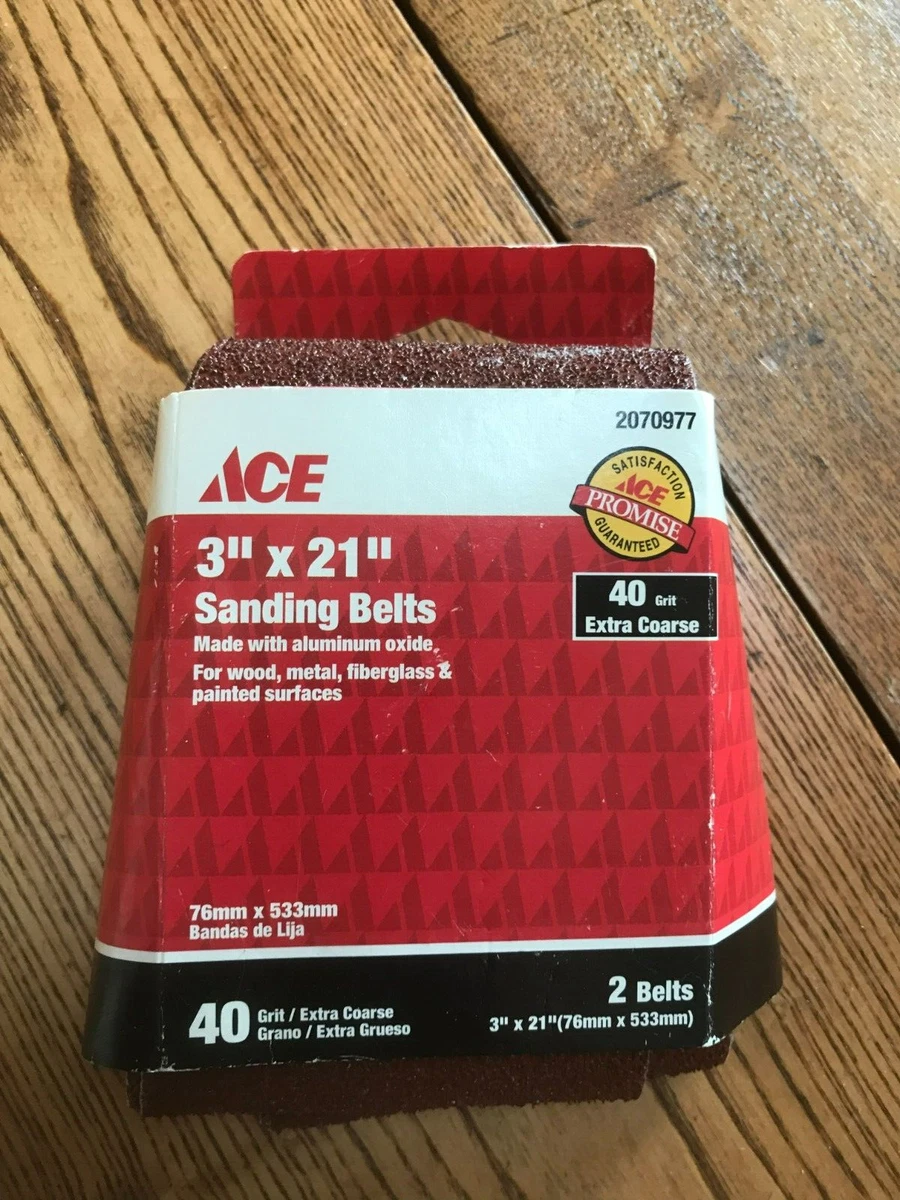 2070977
ACE
SATISFACTION
ACE
PROMISE
GUARANTEED
3" x 21"
Sanding Belts
Made with aluminum oxide
For wood, metal, fiberglass &
painted surfaces
40 Grit
Extra Coarse
76mm x 533mm
Bandas de Lija
40 Grit / Extra Coarse
Grano / Extra Grueso
2 Belts
3" x 21"(76mm x 533mm)